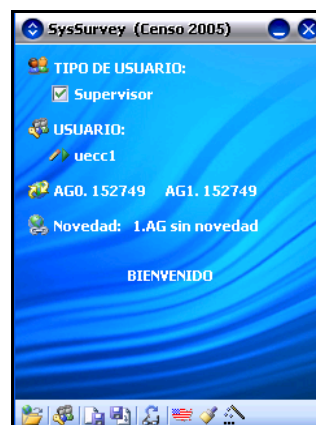 SysSurvey (Censo 2005)
TIPO DE USUARIO:
Supervisor
USUARIO:
uecc1
AG0. 152749 AG1. 152749
Novedad: 1.AG sin novedad
BIENVENIDO